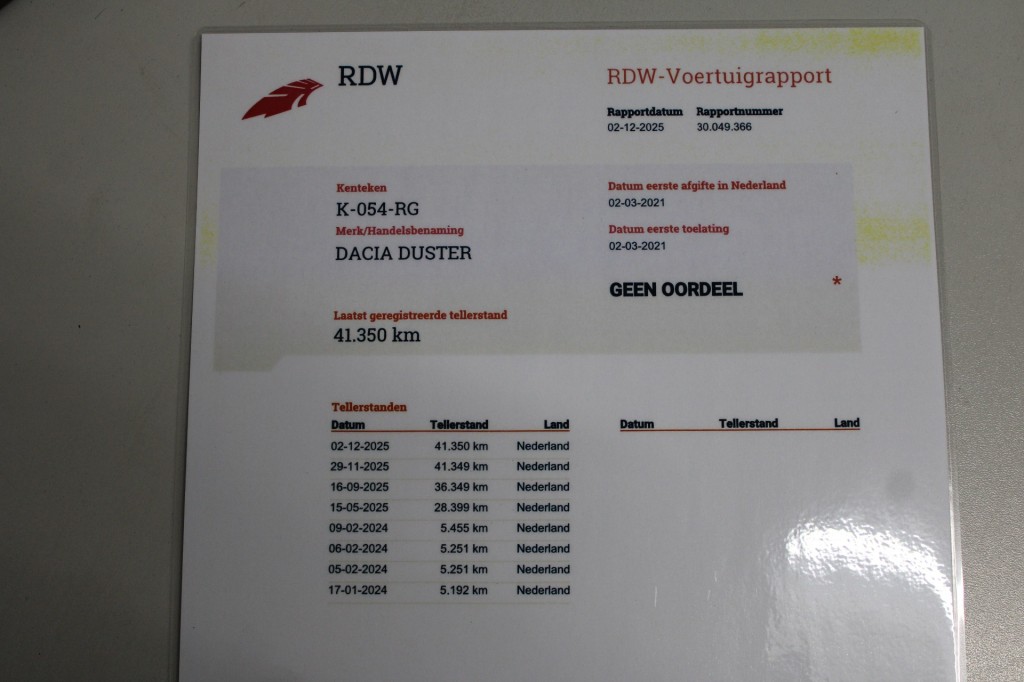 RDW
RDW-Voertuigrapport
Rapportdatum Rapportnummer
02-12-2025 30.049.366
Kenteken
K-054-RG
Merk/Handelsbenaming
DACIA DUSTER
Laatst geregistreerde tellerstand
41.350 km
Datum eerste afgifte in Nederland
02-03-2021
Datum eerste toelating
02-03-2021
GEEN OORDEEL *
Tellerstanden
Datum Tellerstand Land
02-12-2025 41.350 km Nederland
29-11-2025 41.349 km Nederland
16-09-2025 36.349 km Nederland
15-05-2025 28.399 km Nederland
09-02-2024 5.455 km Nederland
06-02-2024 5.251 km Nederland
05-02-2024 5.251 km Nederland
17-01-2024 5.192 km Nederland
Datum Tellerstand Land